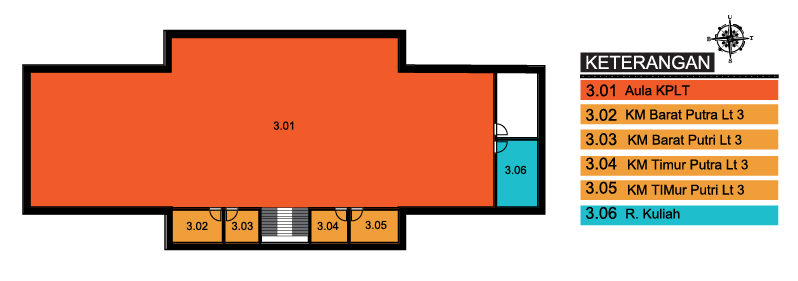 U
B T
S
KETERANGAN
3.01 Aula KPLT
3.02 KM Barat Putra Lt 3
3.03 KM Barat Putri Lt 3
3.04 KM Timur Putra Lt 3
3.05 KM TIMur Putri Lt 3
3.06 R. Kuliah
3.01
3.06
3.02 3.03 3.04 3.05